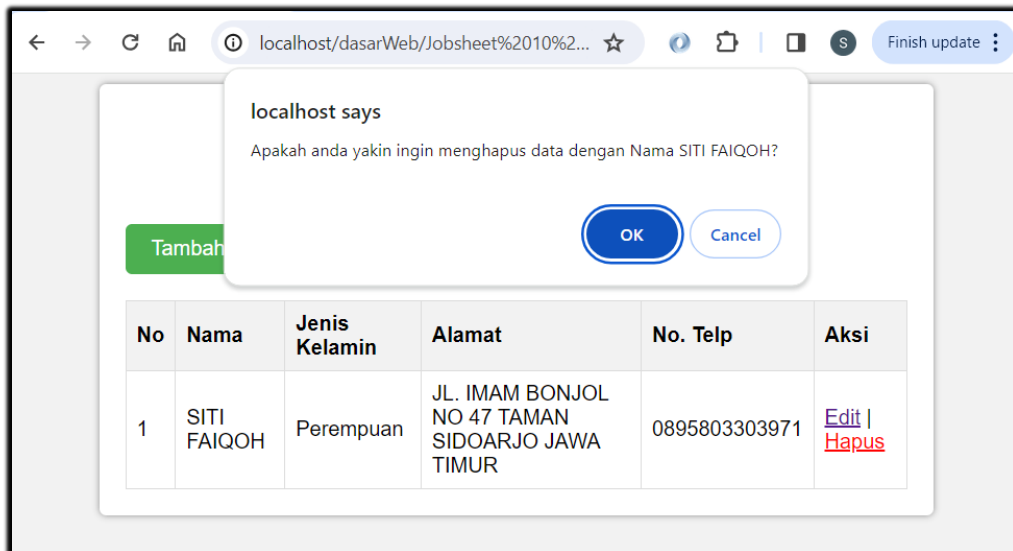 localhost/dasarWeb/Jobsheet%2010%2...
S
Finish update
localhost says
Apakah anda yakin ingin menghapus data dengan Nama SITI FAIQOH?
OK
Cancel
Tambah
No
Nama
Jenis
Kelamin
Alamat
No. Telp
Aksi
1
SITI
FAIQOH
Perempuan
JL. IMAM BONJOL
NO 47 TAMAN
SIDOARJO JAWA
TIMUR
0895803303971
Edit |
Hapus